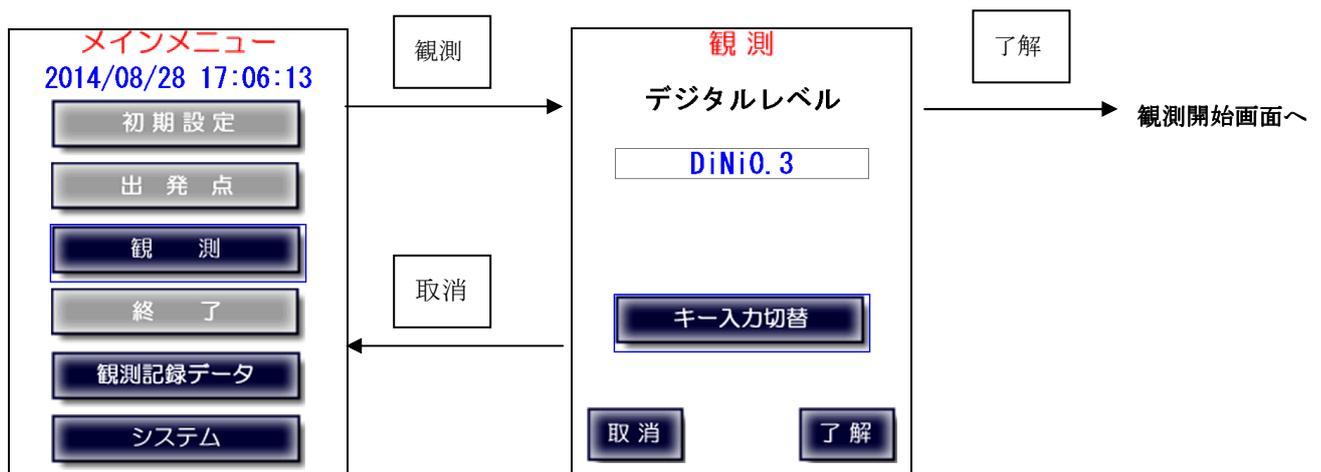 メインメニュー
2014/08/28 17:06:13
初期設定
出 発 点
観 測
終 了
観測記録データ
システム
観測
取消
観 測
デジタルレベル
DiNi0.3
キー入力切替
取 消
了 解
了解
観測開始画面へ